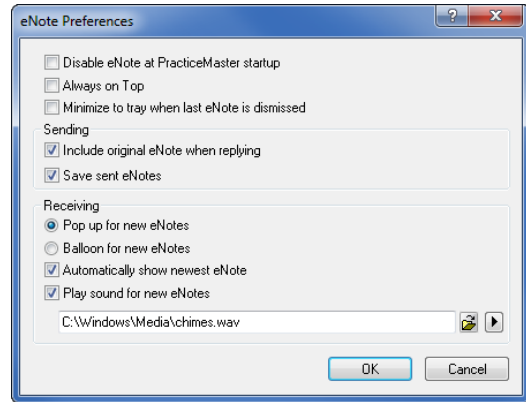 eNote Preferences
Disable eNote at PracticeMaster startup
Always on Top
Minimize to tray when last eNote is dismissed
Sending
Include original eNote when replying
Save sent eNotes
Receiving
Pop up for new eNotes
Balloon for new eNotes
Automatically show newest eNote
Play sound for new eNotes
C:\Windows\Media\chimes.wav
OK Cancel